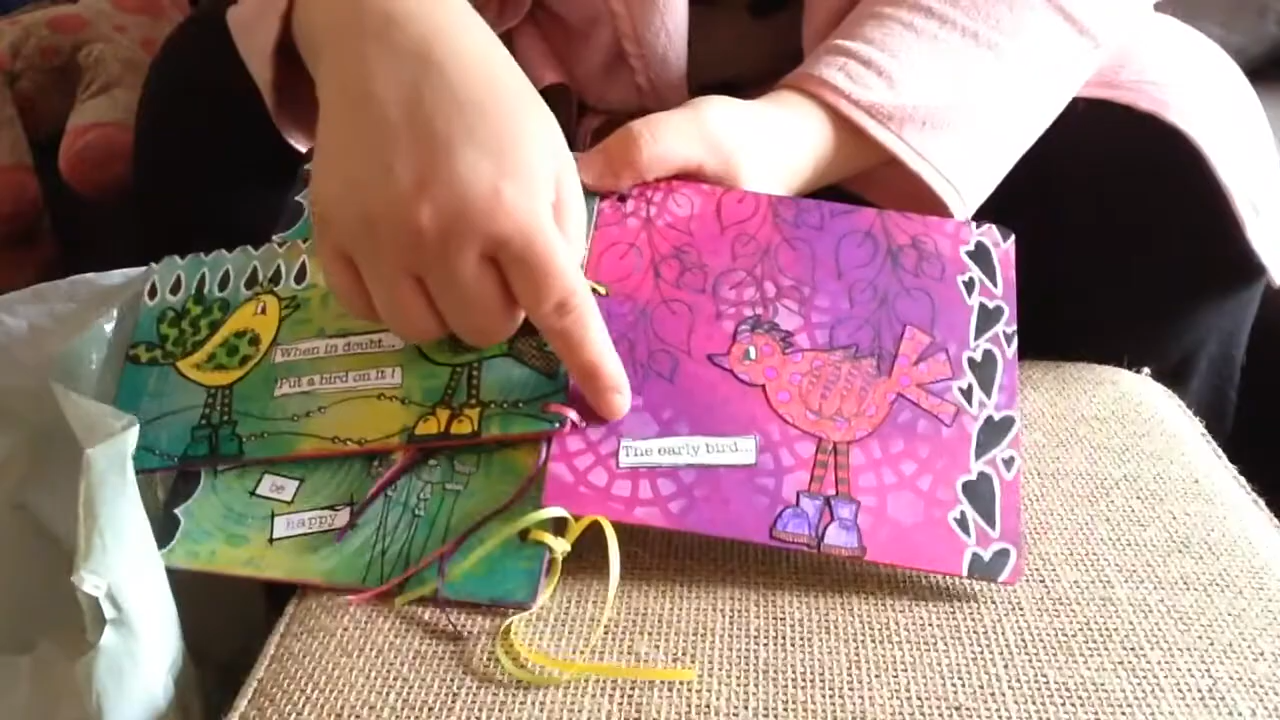 When in doubt...
Put a bird on it !
The early bird...
be
happy